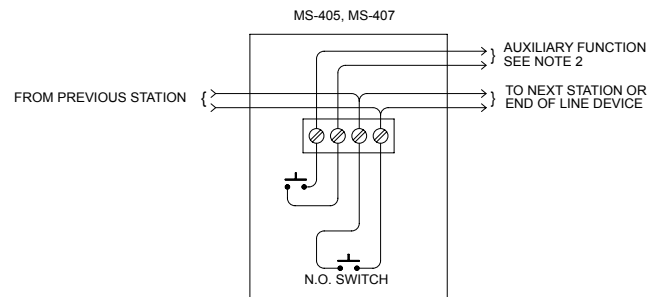 MS-405, MS-407
AUXILIARY FUNCTION
SEE NOTE 2
FROM PREVIOUS STATION
TO NEXT STATION OR
END OF LINE DEVICE
N.O. SWITCH